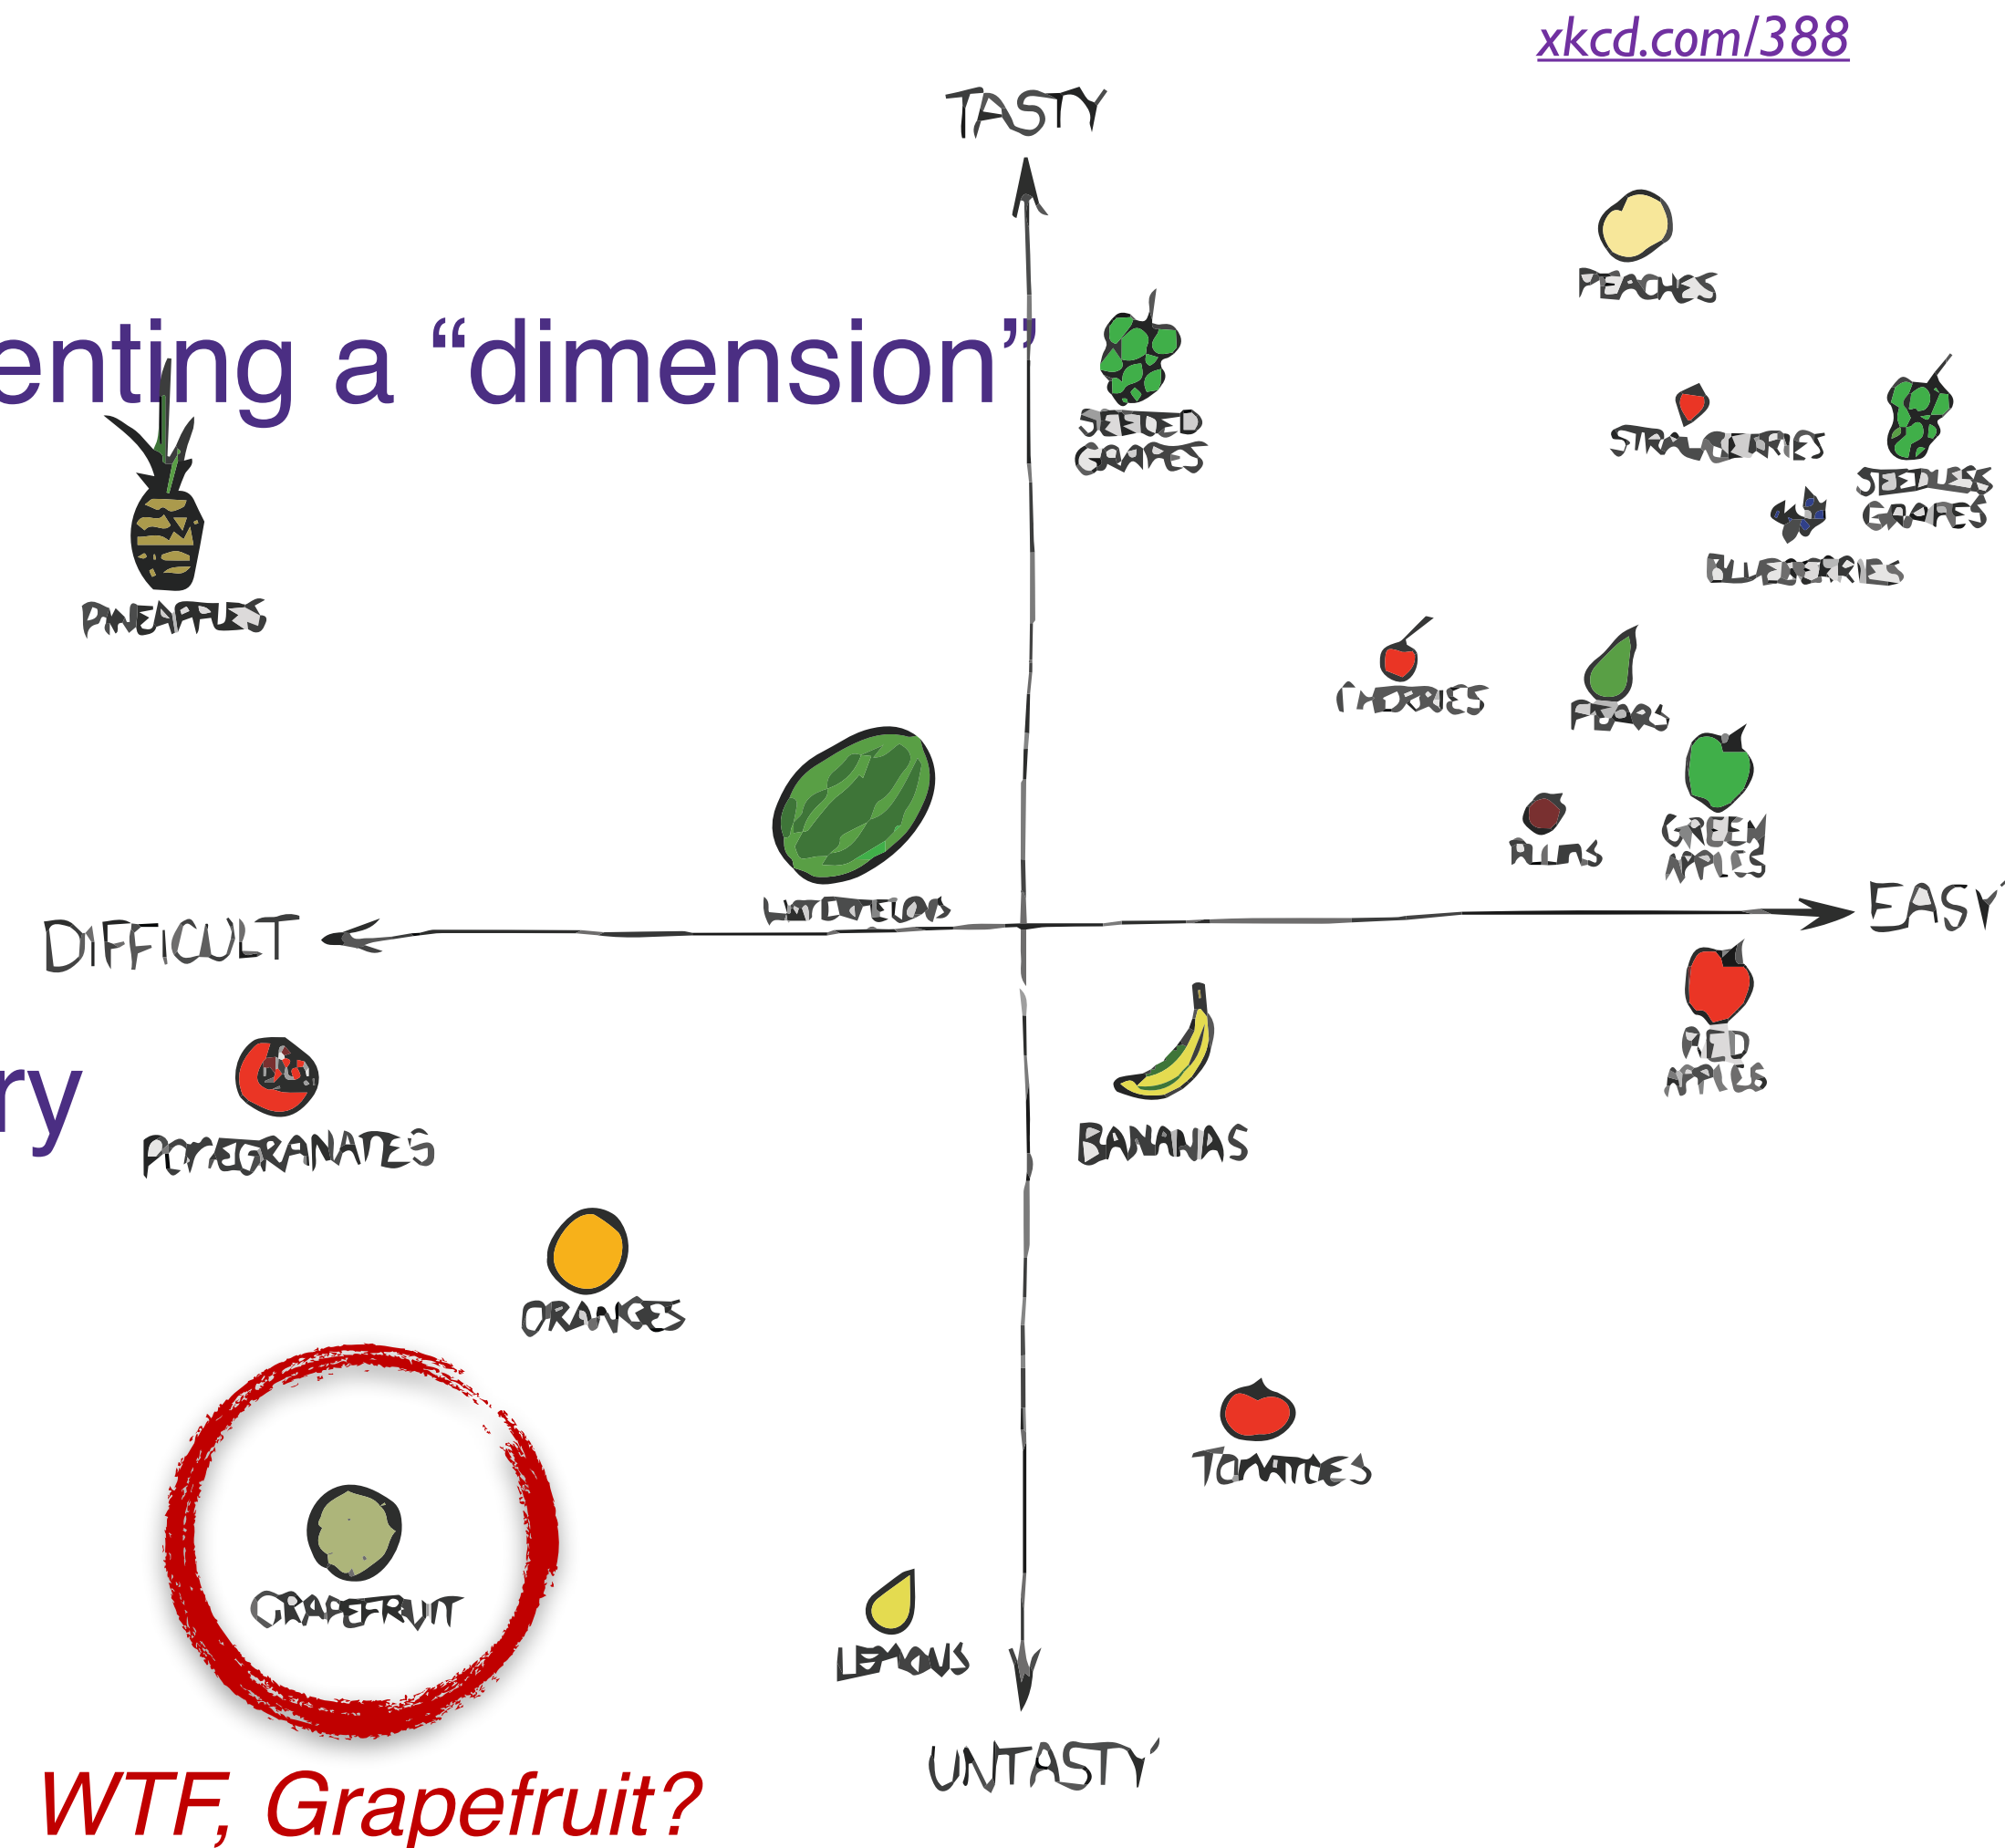 xkcd.com/388
TASTY
PEACHES
enting a “dimension”
SEEDED
GRAPES
STRAWBERRIES
SEEDLESS
GRAPES
BLUEBERRIES
PINEAPPLES
CHERRIES
PEARS
GREEN
APPLES
PLUMS
WATERMELONS
DIFFICULT
EASY
RED
APPLES
ry
POMEGRANATES
BANANAS
ORANGES
TOMATOES
GRAPEFRUIT
LEMONS
UNTASTY
WTF, Grapefruit?